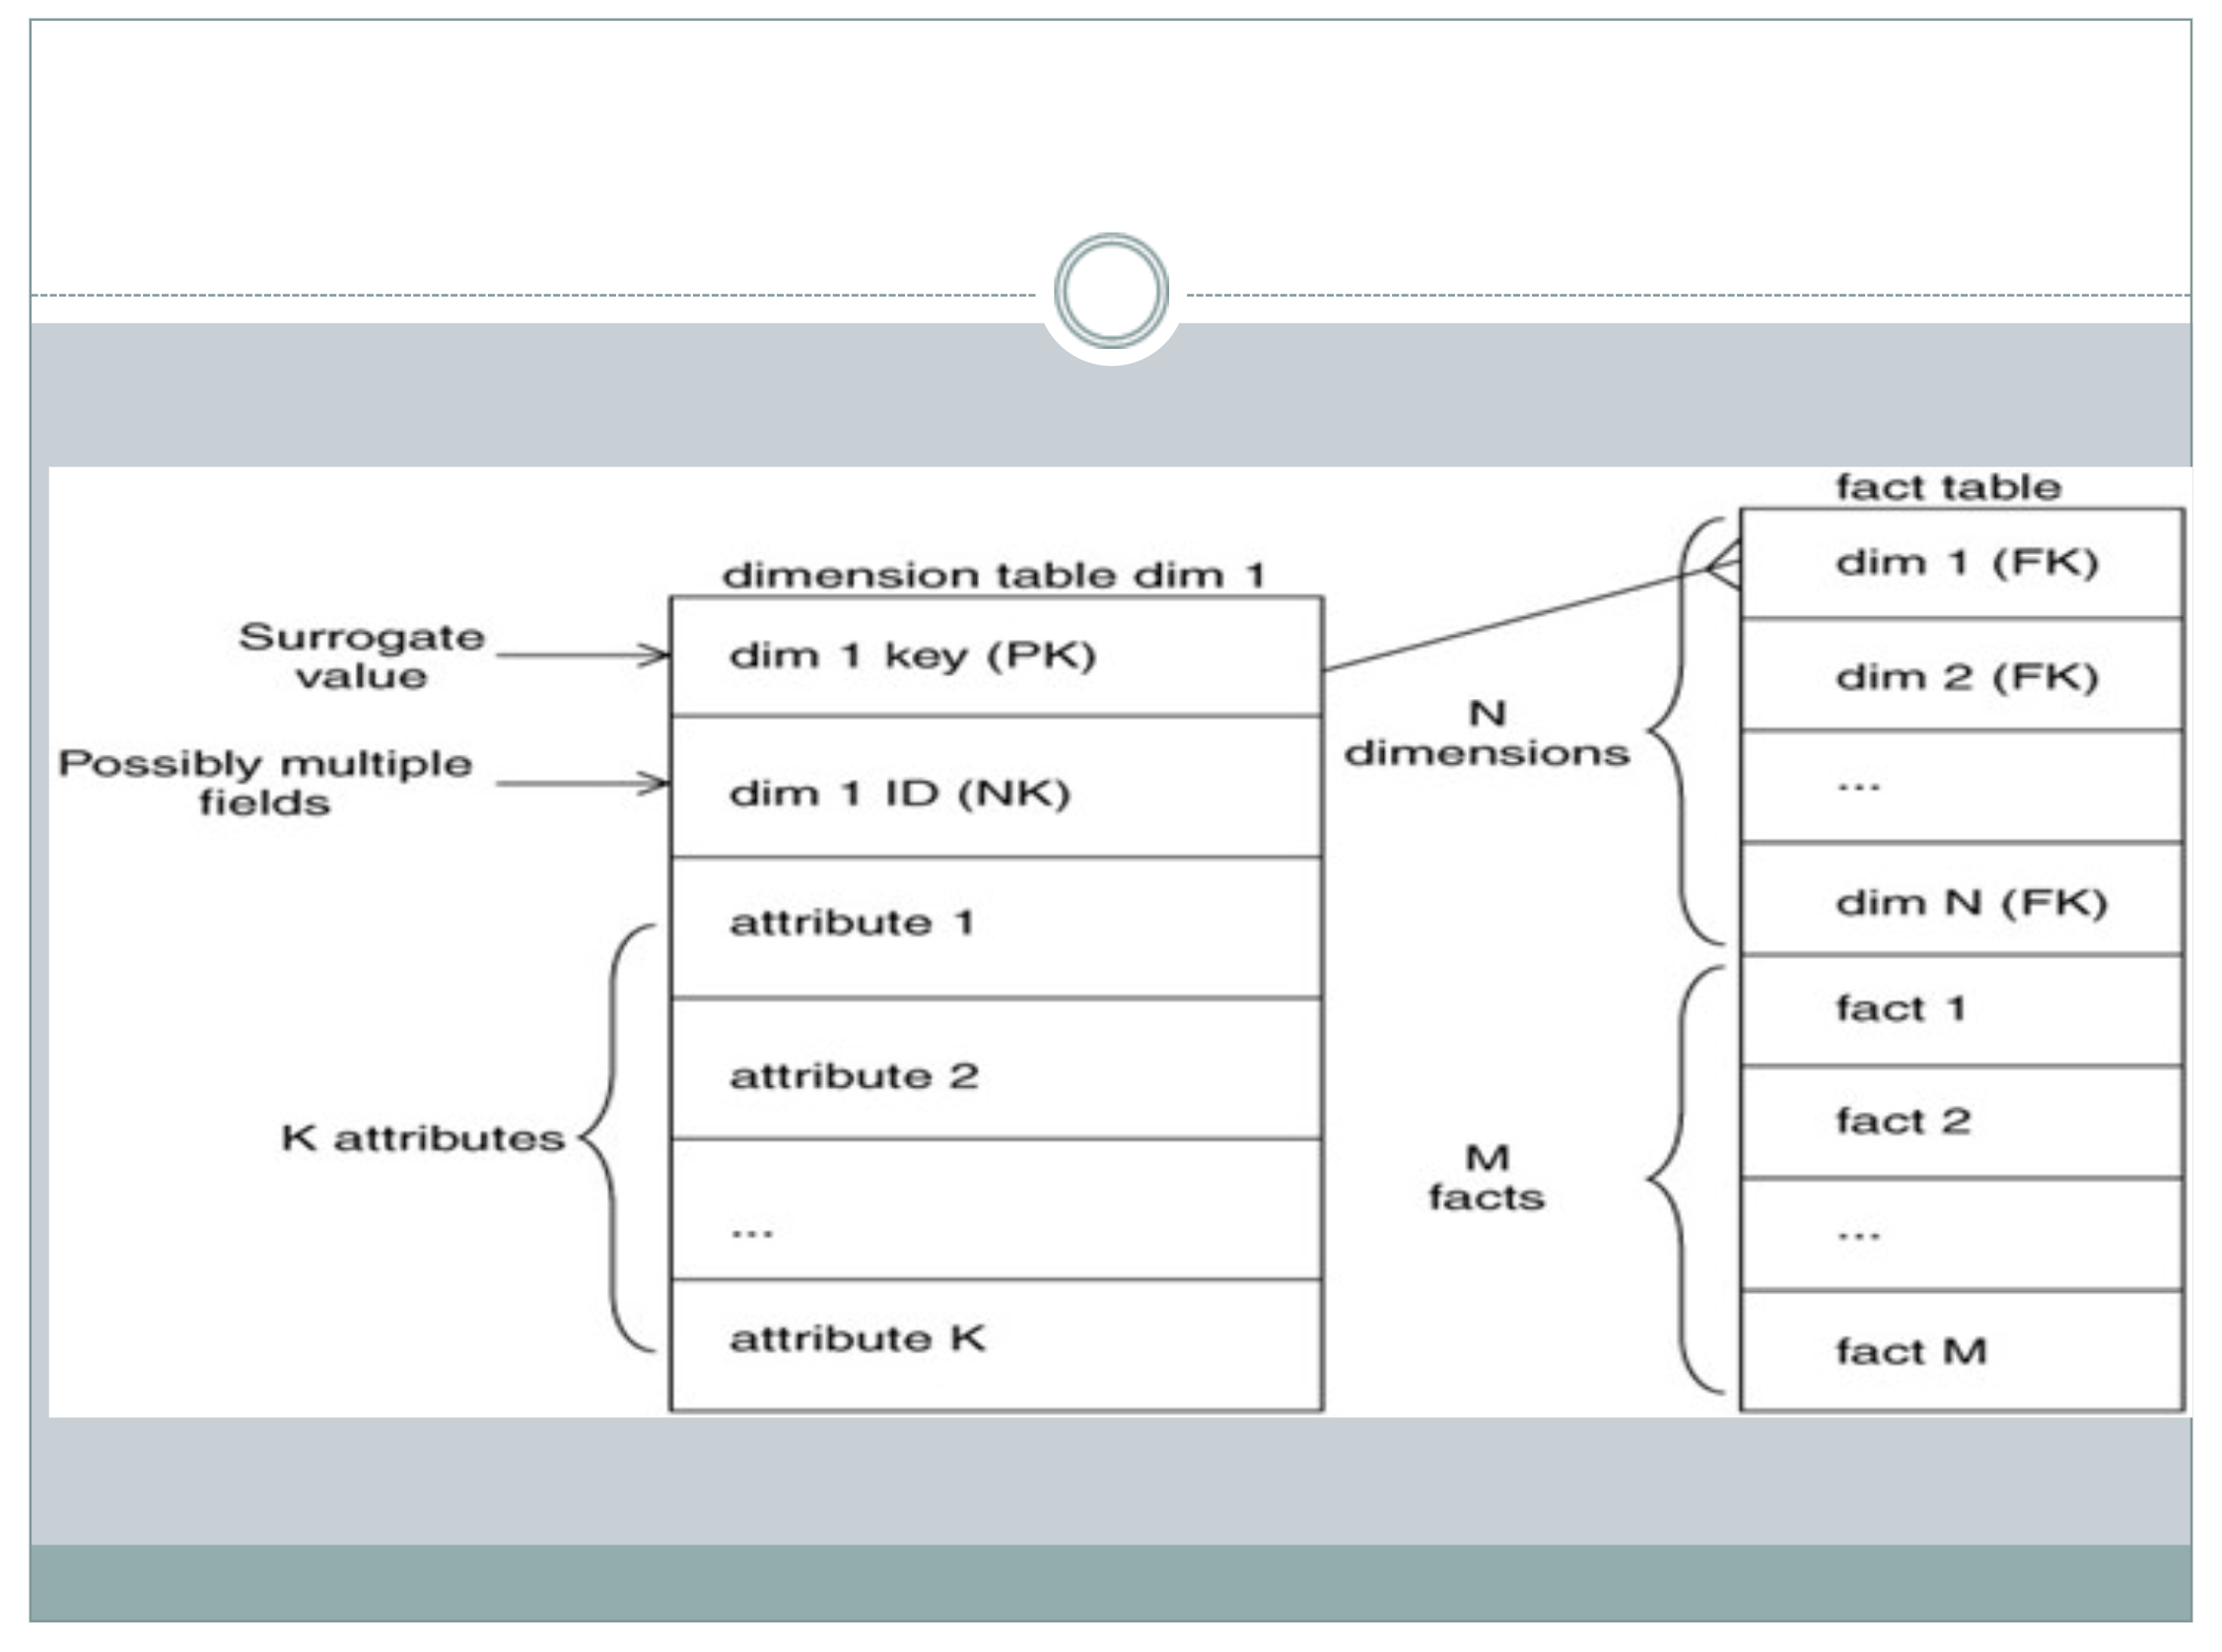 fact table
dimension table dim 1
Surrogate
value
Possibly multiple
fields
K attributes
dim 1 key (PK)
dim 1 ID (NK)
attribute 1
attribute 2
...
attribute K
N
dimensions
M
facts
dim 1 (FK)
dim 2 (FK)
...
dim N (FK)
fact 1
fact 2
...
fact M